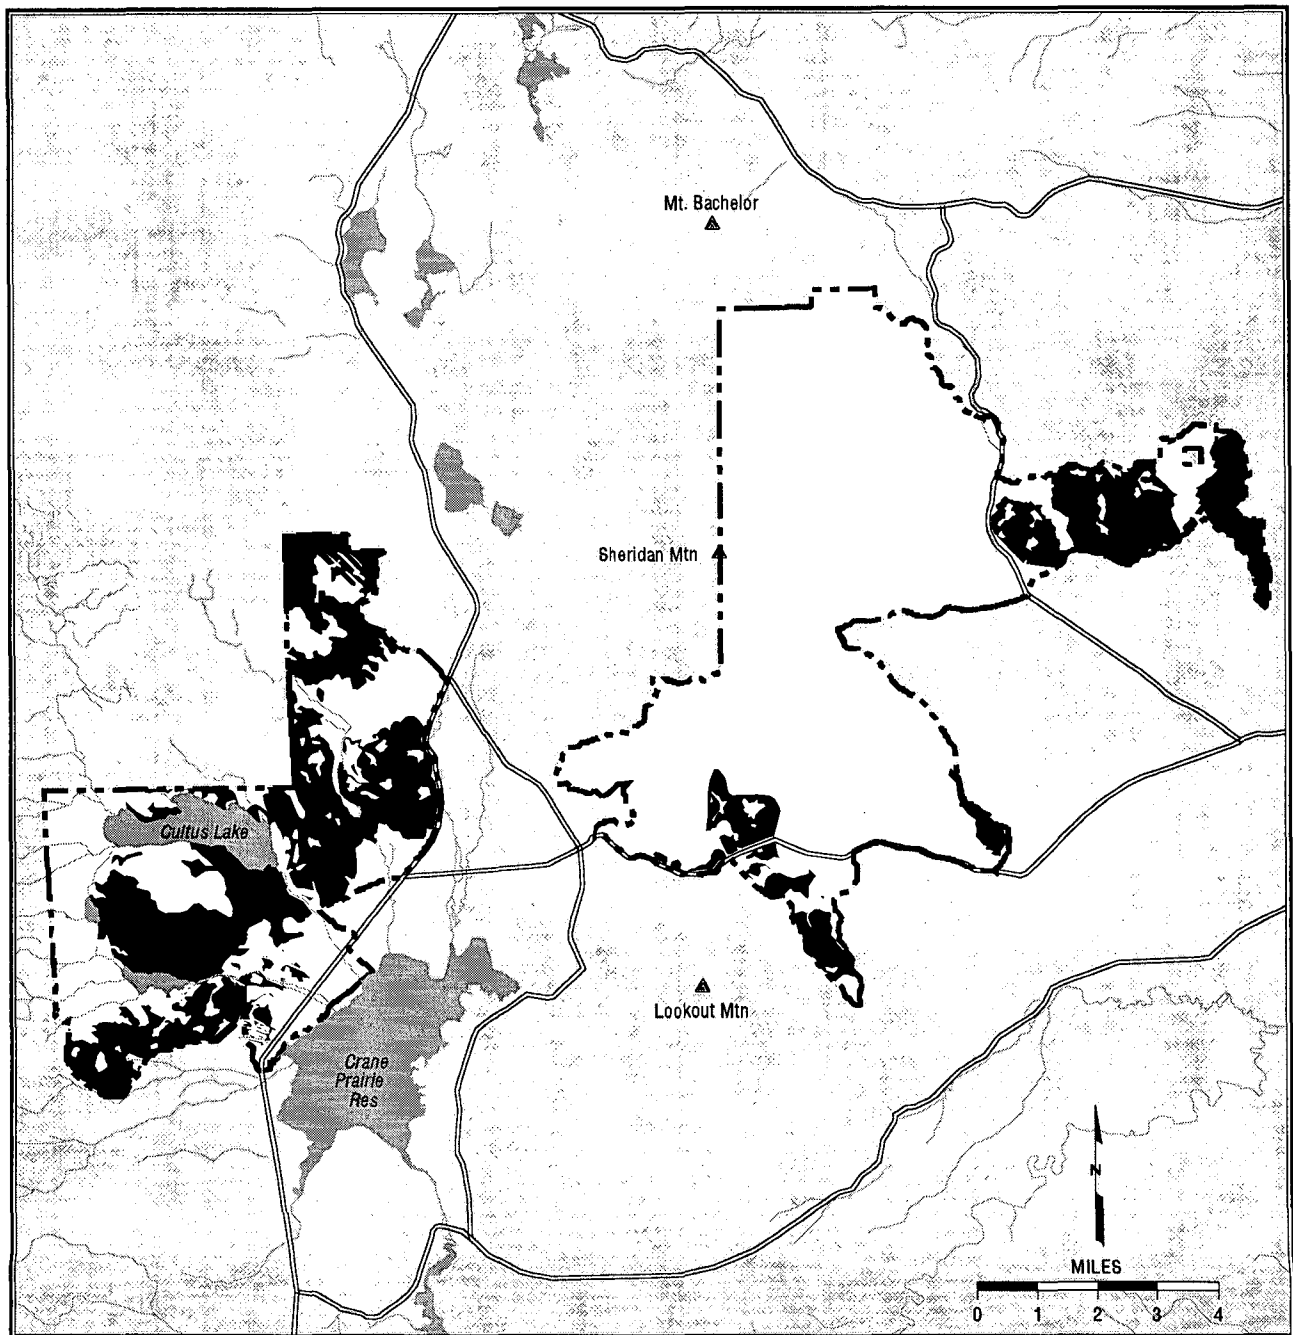 Mt. Bachelor
Sheridan Mtn
Cultus Lake
Lookout Mtn
Crane
Prairie
Res
N
MILES
0 1 2 3 4